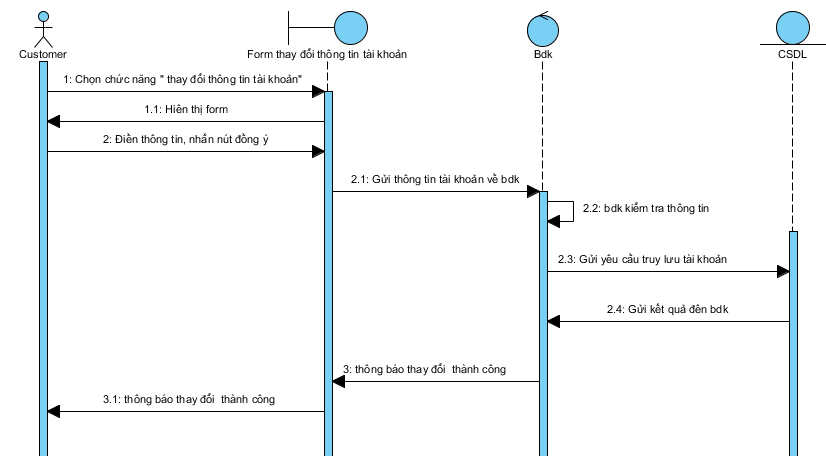 Customer
Form thay đổi thông tin tài khoản
Bdk
CSDL
1: Chọn chức năng " thay đổi thông tin tài khoản"
1.1: Hiên thị form
2: Điền thông tin, nhấn nút đồng ý
2.1: Gửi thông tin tài khoản về bdk
2.2: bdk kiểm tra thông tin
2.3: Gửi yêu cầu truy lưu tài khoản
2.4: Gửi kết quả đên bdk
3: thông báo thay đổi  thành công
3.1: thông báo thay đổi  thành công